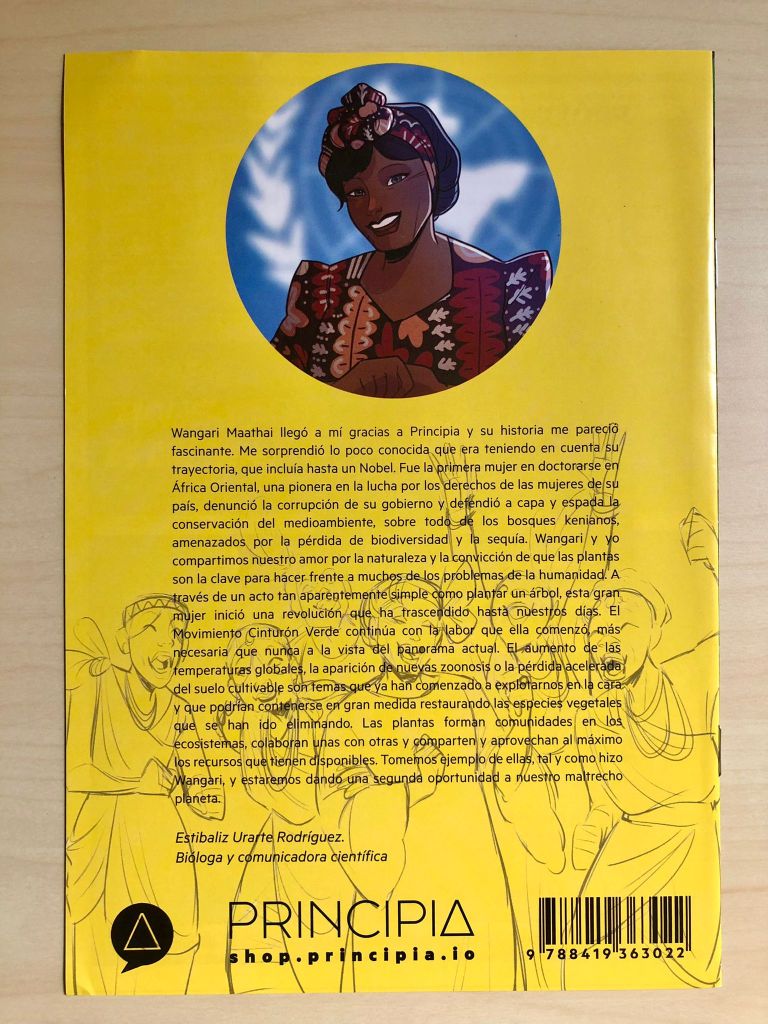 Wangari Maathai llegó a mí gracias a Principia y su historia me pareció
fascinante. Me sorprendió lo poco conocida que era teniendo en cuenta su
trayectoria, que incluía hasta un Nobel. Fue la primera mujer en doctorarse en
África Oriental, una pionera en la lucha por los derechos de las mujeres de su
país, denunció la corrupción de su gobierno y defendió a capa y espada la
conservación del medioambiente, sobre todo de los bosques kenianos,
amenazados por la pérdida de biodiversidad y la sequía. Wangari y yo
compartimos nuestro amor por la naturaleza y la convicción de que las plantas
son la clave para hacer frente a muchos de los problemas de la humanidad. A
través de un acto tan aparentemente simple como plantar un árbol, esta gran
mujer inició una revolución que ha trascendido hasta nuestros días. El
Movimiento Cinturón Verde continúa con la labor que ella comenzó, más
necesaria que nunca a la vista del panorama actual. El aumento de las
temperaturas globales, la aparición de nuevas zoonosis o la pérdida acelerada
del suelo cultivable son temas que ya han comenzado a explotarnos en la cara
y que podrían contenerse en gran medida restaurando las especies vegetales
que se han ido eliminando. Las plantas forman comunidades en los
ecosistemas, colaboran unas con otras y comparten y aprovechan al máximo
los recursos que tienen disponibles. Tomemos ejemplo de ellas, tal y como hizo
Wangari, y estaremos dando una segunda oportunidad a nuestro maltrecho
planeta.
Estibaliz Urarte Rodríguez.
Bióloga y comunicadora científica
PRINCIPIA
shop.principia.io
9 788419 363022